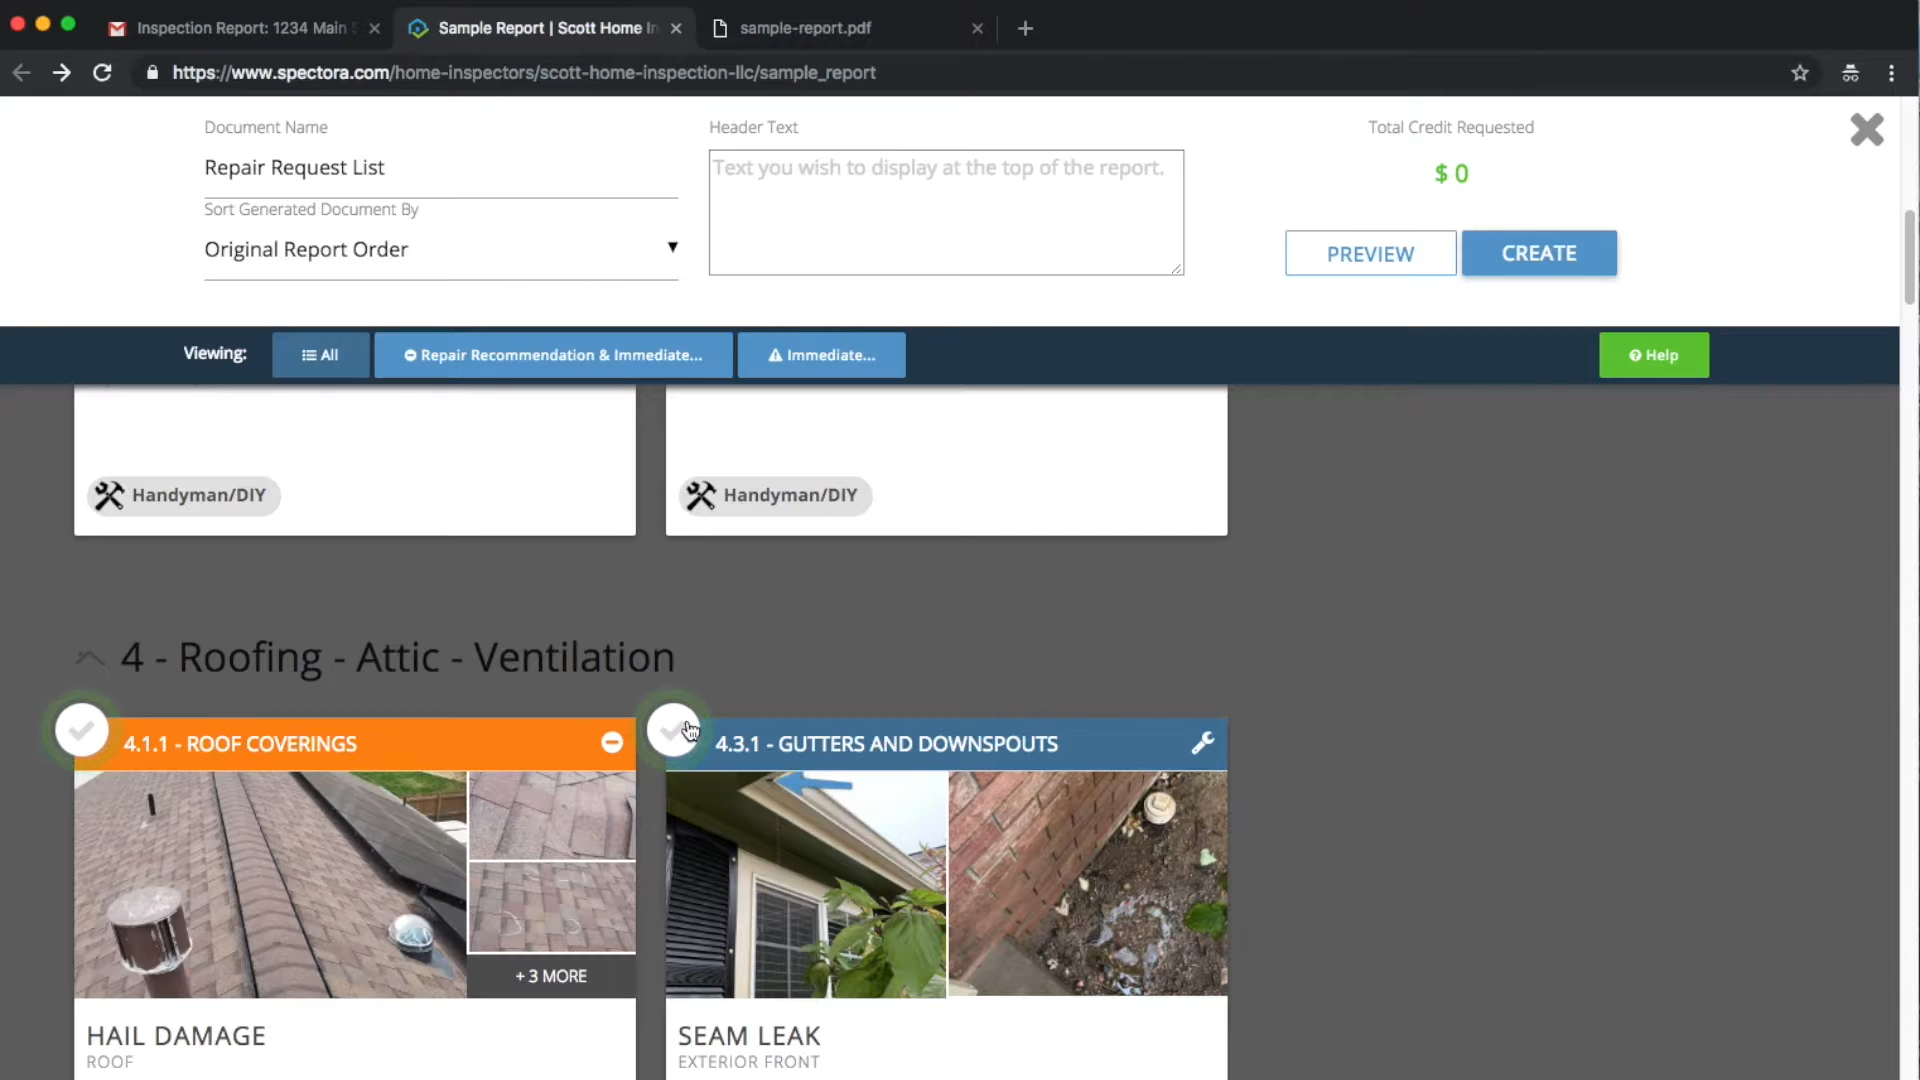 Inspection Report: 1234 Main S
Sample Report | Scott Home In
sample-report.pdf
https://www.spectora.com/home-inspectors/scott-home-inspection-llc/sample_report
Document Name
Repair Request List
Sort Generated Document By
Original Report Order
Header Text
Text you wish to display at the top of the report.
Total Credit Requested
$ 0
PREVIEW
CREATE
Viewing:
All
Repair Recommendation & Immediate...
Immediate...
Help
Handyman/DIY
Handyman/DIY
4 - Roofing - Attic - Ventilation
4.1.1 - ROOF COVERINGS
4.3.1 - GUTTERS AND DOWNSPOUTS
+ 3 MORE
HAIL DAMAGE
ROOF
SEAM LEAK
EXTERIOR FRONT